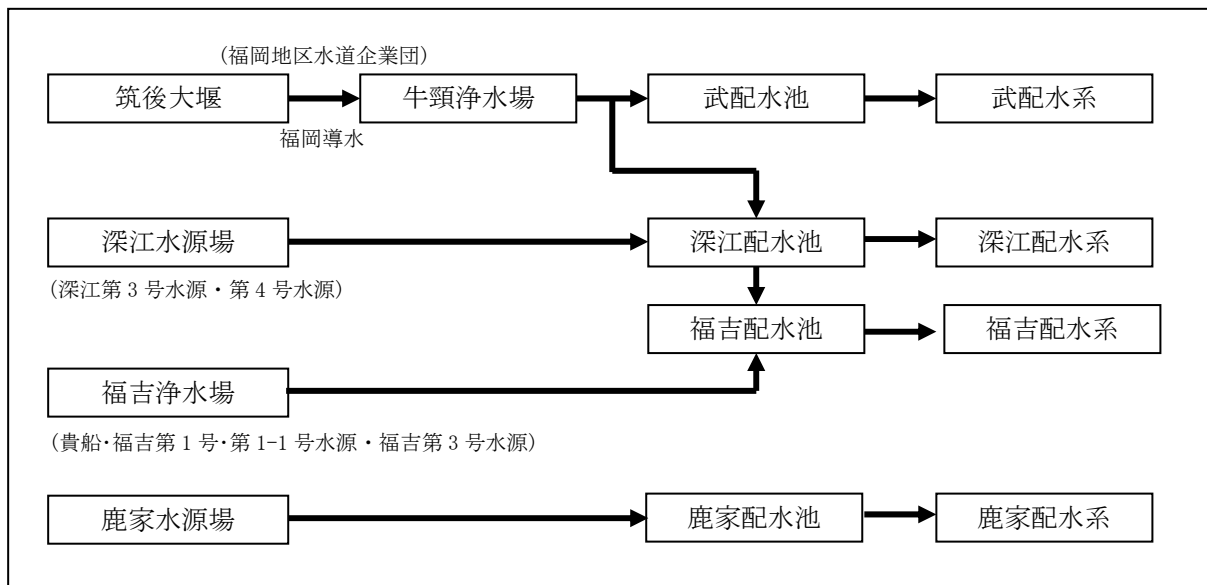 (福岡地区水道企業団)
筑後大堰
牛頸浄水場
武配水池
武配水系
福岡導水
深江水源場
深江配水池
深江配水系
(深江第3号水源・第4号水源)
福吉配水池
福吉配水系
福吉浄水場
(貴船・福吉第1号・第1-1号水源・福吉第3号水源)
鹿家水源場
鹿家配水池
鹿家配水系